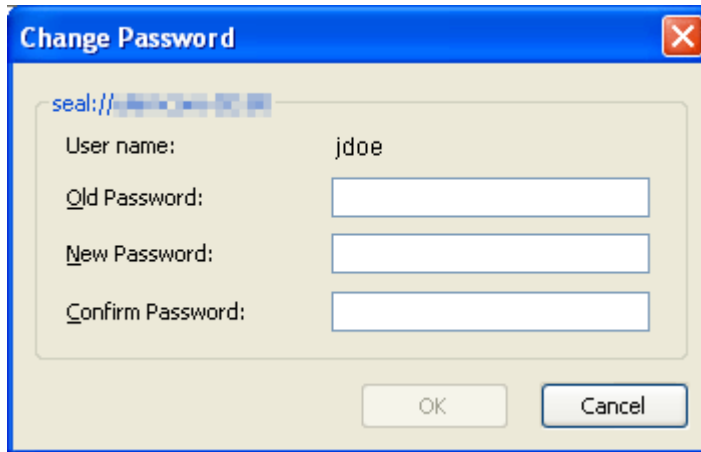 Change Password
seal://
User name: jdoe
Old Password:
New Password:
Confirm Password:
OK Cancel